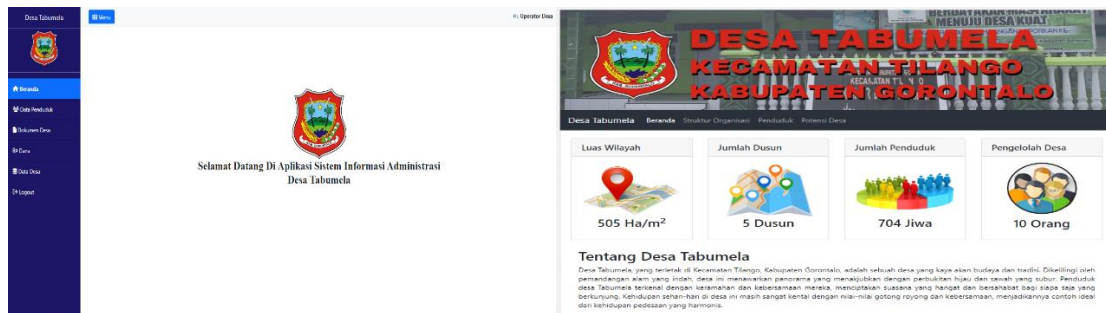 Desa Tabumela
Menu
Hi, Operator Desa
Beranda
Data Penduduk
Dokumen Desa
Dana
Data Desa
Logout
Selamat Datang Di Aplikasi Sistem Informasi Administrasi
Desa Tabumela
MENUJU DESA KUAT
DESA TABUMELA
KECAMATAN TILANGO
KABUPATEN GORONTALO
Desa Tabumela Beranda Struktur Organisasi Penduduk Potensi Desa
Luas Wilayah Jumlah Dusun Jumlah Penduduk Pengelolah Desa
505 Ha/m² 5 Dusun 704 Jiwa 10 Orang
Tentang Desa Tabumela
Desa Tabumela, yang terletak di Kecamatan Tilango, Kabupaten Gorontalo, adalah sebuah desa yang kaya akan budaya dan tradisi. Dikelilingi oleh
pemandangan alam yang indah, desa ini menawarkan panorama yang menakjubkan dengan perbukitan hijau dan sawah yang subur. Penduduk
desa Tabumela terkenal dengan keramahan dan kebersamaan mereka, menciptakan suasana yang hangat dan bersahabat bagi siapa saja yang
berkunjung. Kehidupan sehari-hari di desa ini masih sangat kental dengan nilai-nilai gotong royong dan kebersamaan, menjadikannya contoh ideal
dari kehidupan pedesaan yang harmonis.